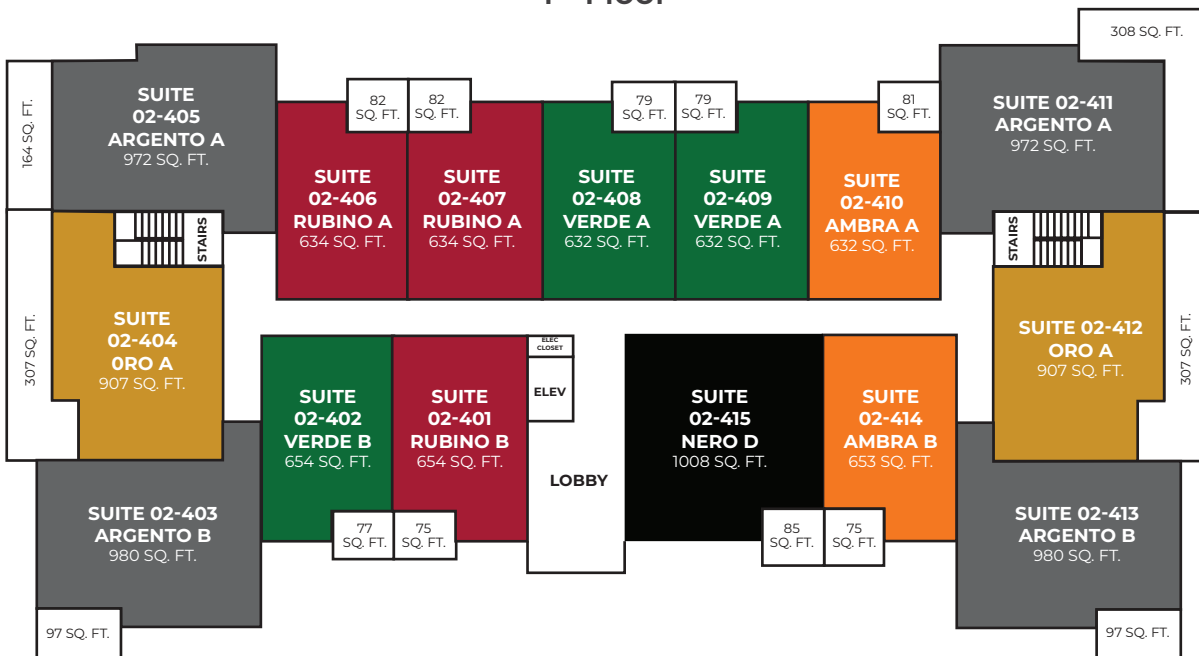 308 SQ. FT.
164 SQ. FT.
SUITE
02-405
ARGENTO A
972 SQ. FT.
82
SQ. FT.
82
SQ. FT.
79
SQ. FT.
79
SQ. FT.
81
SQ. FT.
SUITE 02-411
ARGENTO A
972 SQ. FT.
SUITE
02-406
RUBINO A
634 SQ. FT.
SUITE
02-407
RUBINO A
634 SQ. FT.
SUITE
02-408
VERDE A
632 SQ. FT.
SUITE
02-409
VERDE A
632 SQ. FT.
SUITE
02-410
AMBRA A
632 SQ. FT.
STAIRS
STAIRS
307 SQ. FT.
SUITE
02-404
0RO A
907 SQ. FT.
SUITE 02-412
ORO A
907 SQ. FT.
307 SQ. FT.
ELEC
CLOSET
ELEV
LOBBY
SUITE
02-402
VERDE B
654 SQ. FT.
SUITE
02-401
RUBINO B
654 SQ. FT.
SUITE
02-415
NERO D
1008 SQ. FT.
SUITE
02-414
AMBRA B
653 SQ. FT.
SUITE 02-403
ARGENTO B
980 SQ. FT.
77
SQ. FT.
75
SQ. FT.
85
SQ. FT.
75
SQ. FT.
SUITE 02-413
ARGENTO B
980 SQ. FT.
97 SQ. FT.
97 SQ. FT.